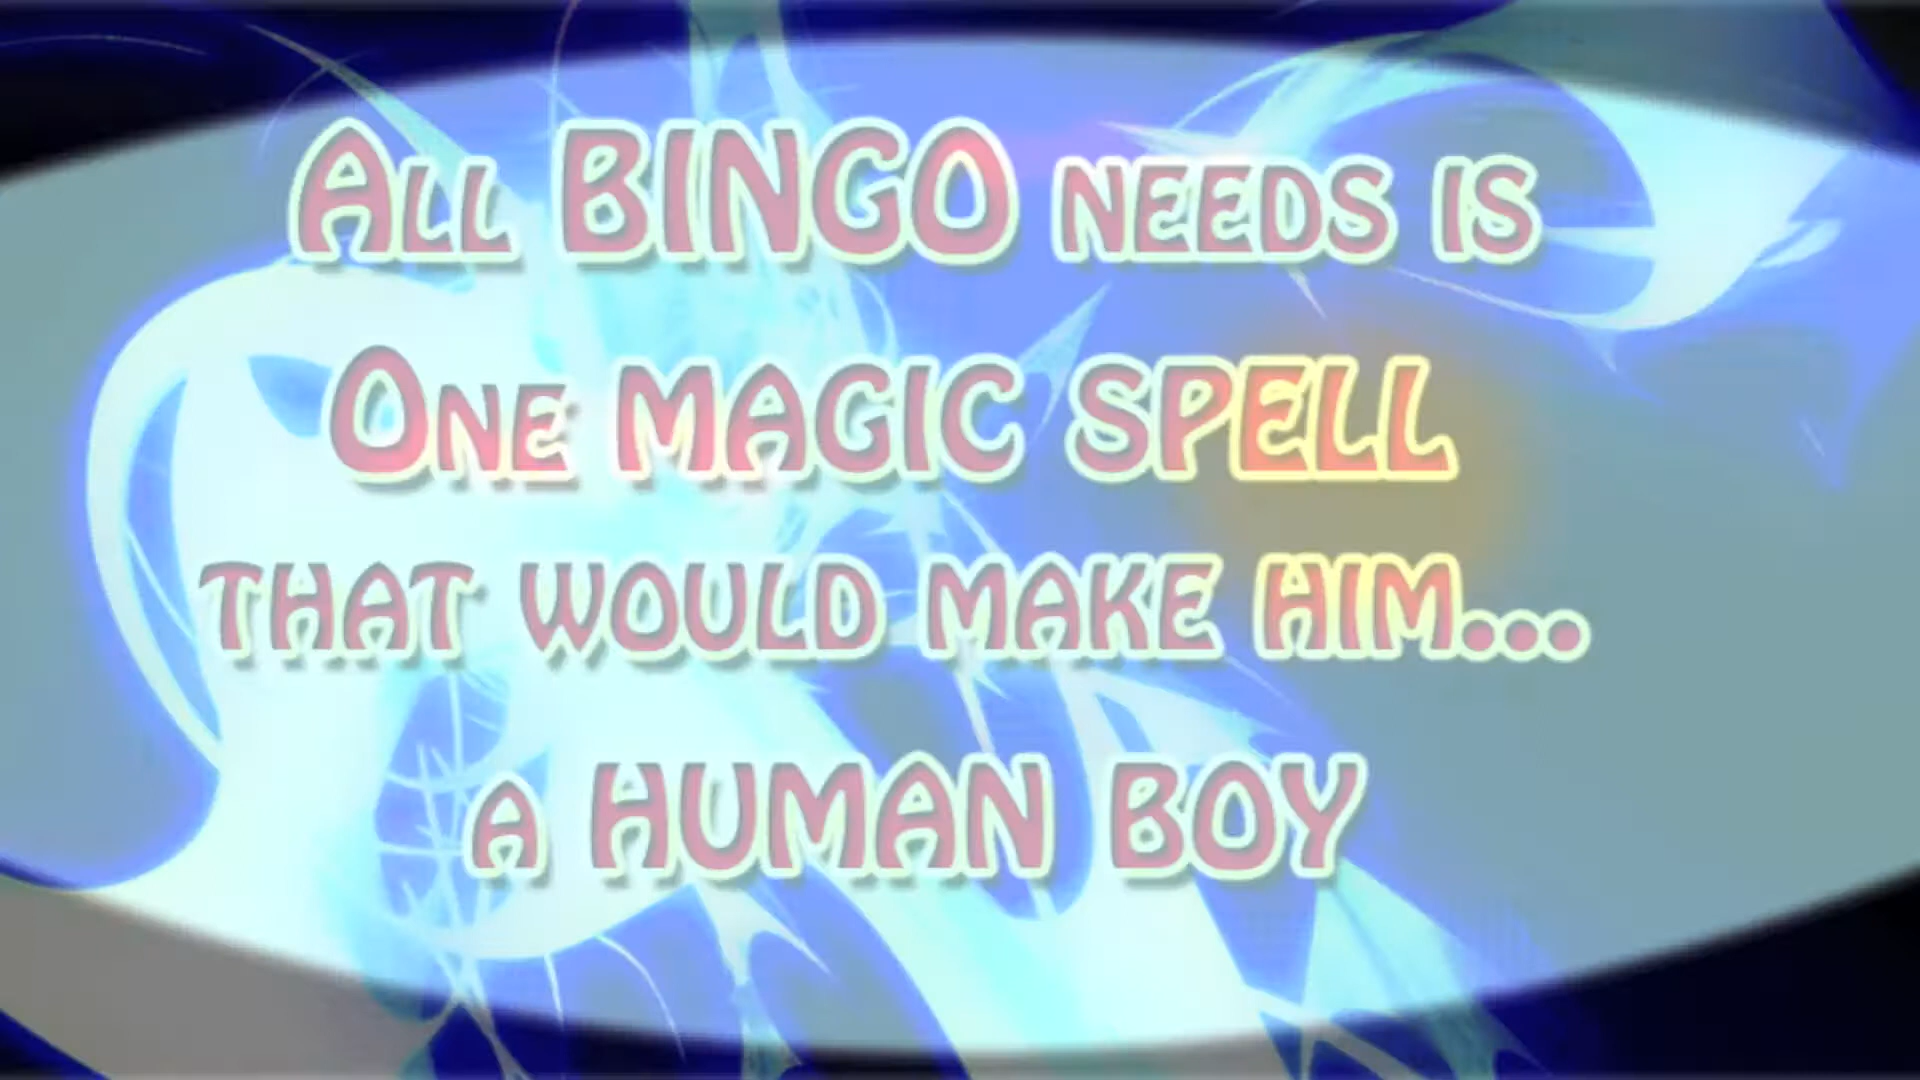 All BINGO needs is
One magic spell
that would make him...
a HUMAN BOY